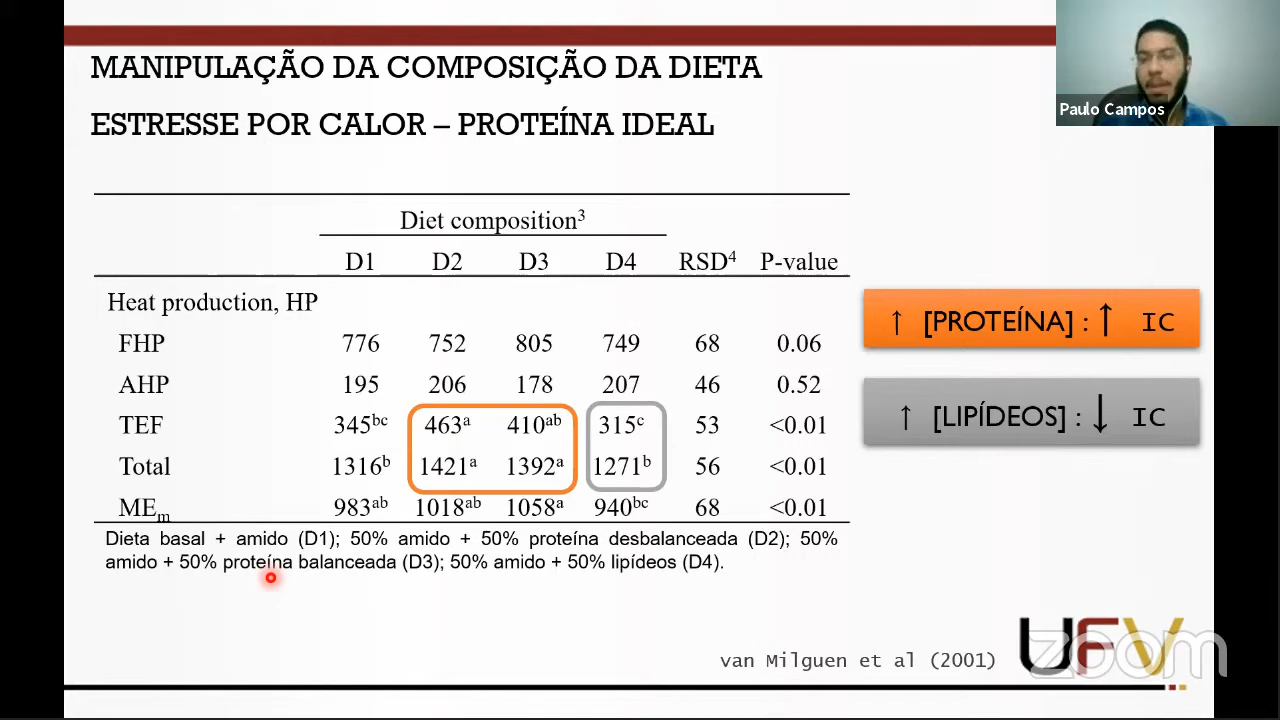 MANIPULAÇÃO DA COMPOSIÇÃO DA DIETA
ESTRESSE POR CALOR – PROTEÍNA IDEAL
Paulo Campos
Diet composition³
D1 D2 D3 D4 RSD⁴ P-value
Heat production, HP
FHP 776 752 805 749 68 0.06
AHP 195 206 178 207 46 0.52
TEF 345ᵇᶜ 463ᵃ 410ᵃᵇ 315ᶜ 53 <0.01
Total 1316ᵇ 1421ᵃ 1392ᵃ 1271ᵇ 56 <0.01
MEₘ 983ᵃᵇ 1018ᵃᵇ 1058ᵃ 940ᵇᶜ 68 <0.01
Dieta basal + amido (D1); 50% amido + 50% proteína desbalanceada (D2); 50%
amido + 50% proteína balanceada (D3); 50% amido + 50% lipídeos (D4).
↑ [PROTEÍNA] : ↑ IC
↑ [LIPÍDEOS] : ↓ IC
van Milguen et al (2001)
UFV
zoom